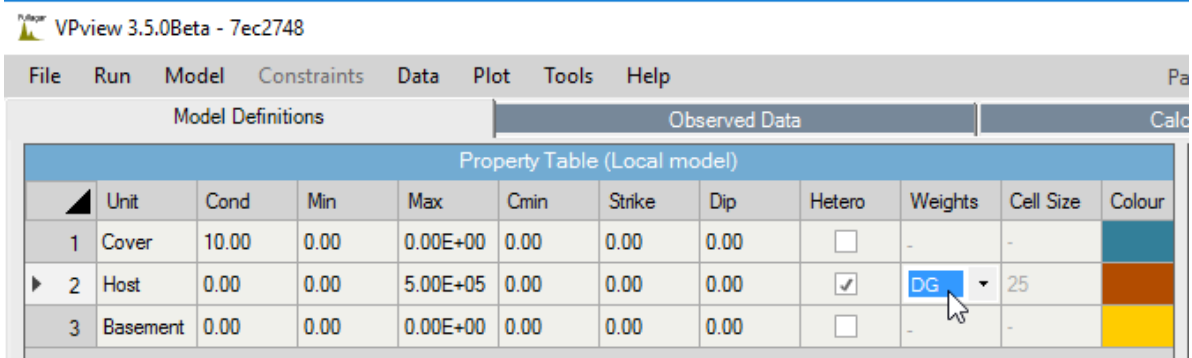 VPview 3.5.0Beta - 7ec2748
File Run Model Constraints Data Plot Tools Help Pa
Model Definitions Observed Data Calc
Property Table (Local model)
Unit Cond Min Max Cmin Strike Dip Hetero Weights Cell Size Colour
1 Cover 10.00 0.00 0.00E+00 0.00 0.00 0.00 - -
2 Host 0.00 0.00 5.00E+05 0.00 0.00 0.00 DG 25
3 Basement 0.00 0.00 0.00E+00 0.00 0.00 0.00 - -